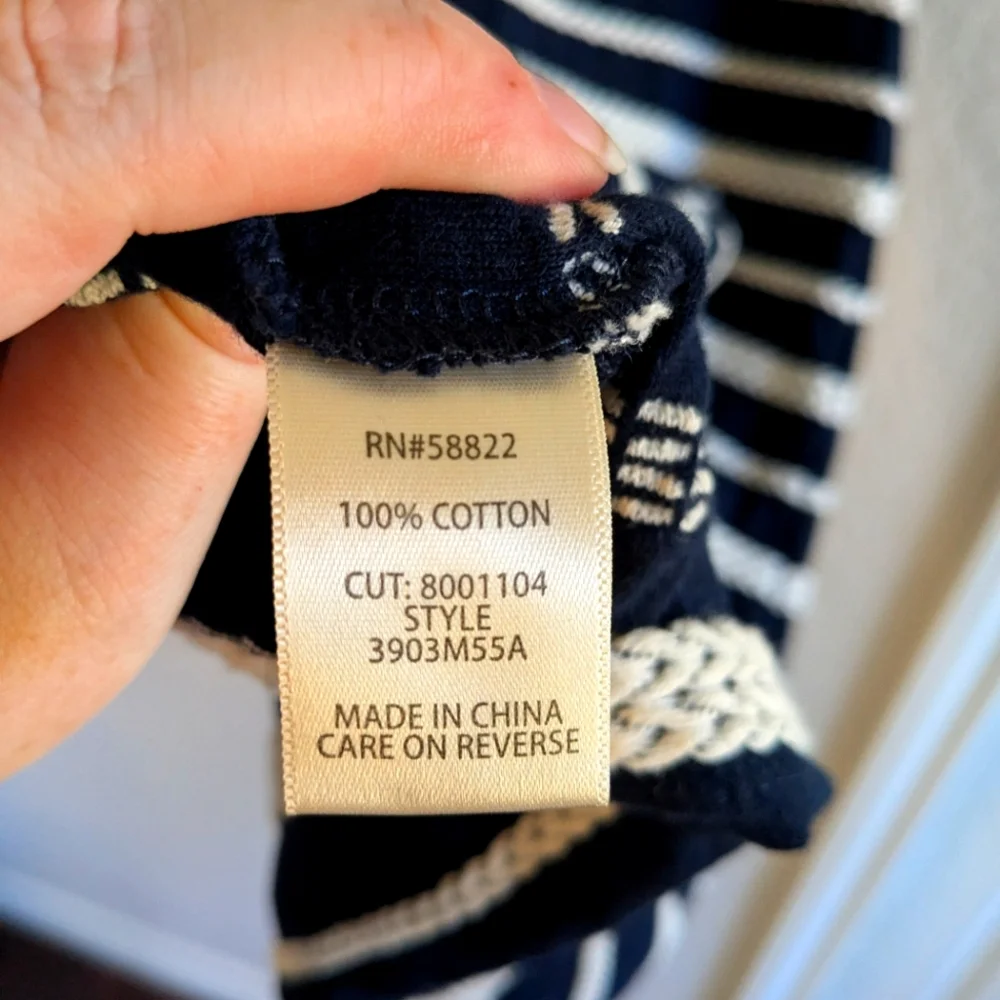 RN#58822
100% COTTON
CUT: 8001104
STYLE
3903M55A
MADE IN CHINA
CARE ON REVERSE